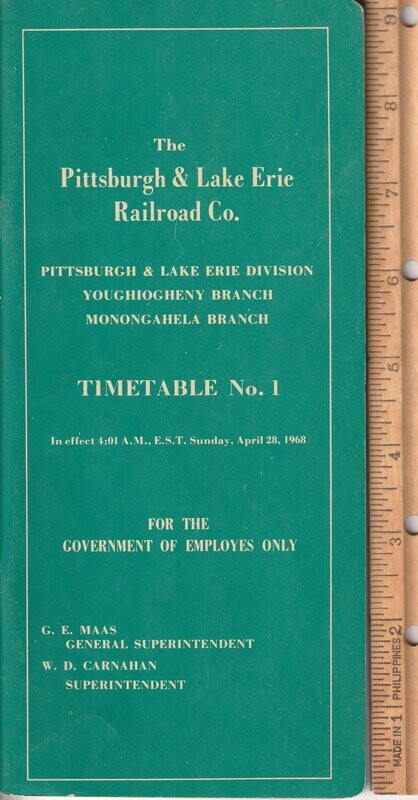 The
Pittsburgh & Lake Erie
Railroad Co.
PITTSBURGH & LAKE ERIE DIVISION
YOUGHIOGHENY BRANCH
MONONGAHELA BRANCH
TIMETABLE No. 1
In effect 4:01 A.M., E.S.T. Sunday, April 28, 1968
FOR THE
GOVERNMENT OF EMPLOYES ONLY
G. E. MAAS
GENERAL SUPERINTENDENT
W. D. CARNAHAN
SUPERINTENDENT
9
8
7
6
5
4
3
2
1
MADE IN PHILIPPINES